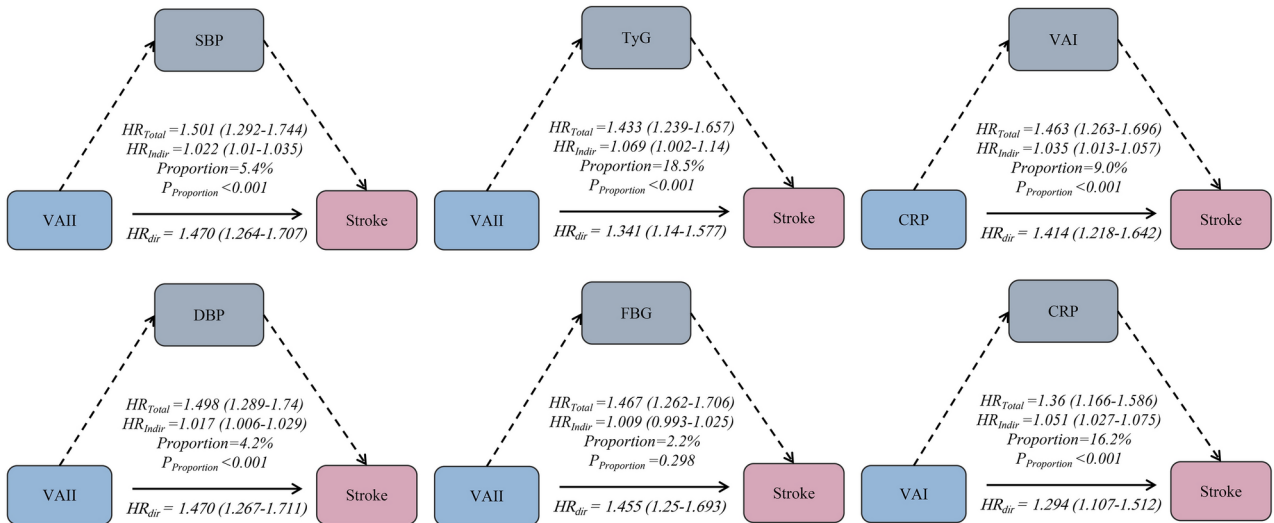 SBP
HR_Total =1.501 (1.292-1.744)
HR_Indir =1.022 (1.01-1.035)
Proportion=5.4%
P_Proportion <0.001
VAII
Stroke
HR_dir = 1.470 (1.264-1.707)
TyG
HR_Total =1.433 (1.239-1.657)
HR_Indir =1.069 (1.002-1.14)
Proportion=18.5%
P_Proportion <0.001
VAII
Stroke
HR_dir = 1.341 (1.14-1.577)
VAI
HR_Total =1.463 (1.263-1.696)
HR_Indir =1.035 (1.013-1.057)
Proportion=9.0%
P_Proportion <0.001
CRP
Stroke
HR_dir = 1.414 (1.218-1.642)
DBP
HR_Total =1.498 (1.289-1.74)
HR_Indir =1.017 (1.006-1.029)
Proportion=4.2%
P_Proportion <0.001
VAII
Stroke
HR_dir = 1.470 (1.267-1.711)
FBG
HR_Total =1.467 (1.262-1.706)
HR_Indir =1.009 (0.993-1.025)
Proportion=2.2%
P_Proportion =0.298
VAII
Stroke
HR_dir = 1.455 (1.25-1.693)
CRP
HR_Total =1.36 (1.166-1.586)
HR_Indir =1.051 (1.027-1.075)
Proportion=16.2%
P_Proportion <0.001
VAI
Stroke
HR_dir = 1.294 (1.107-1.512)